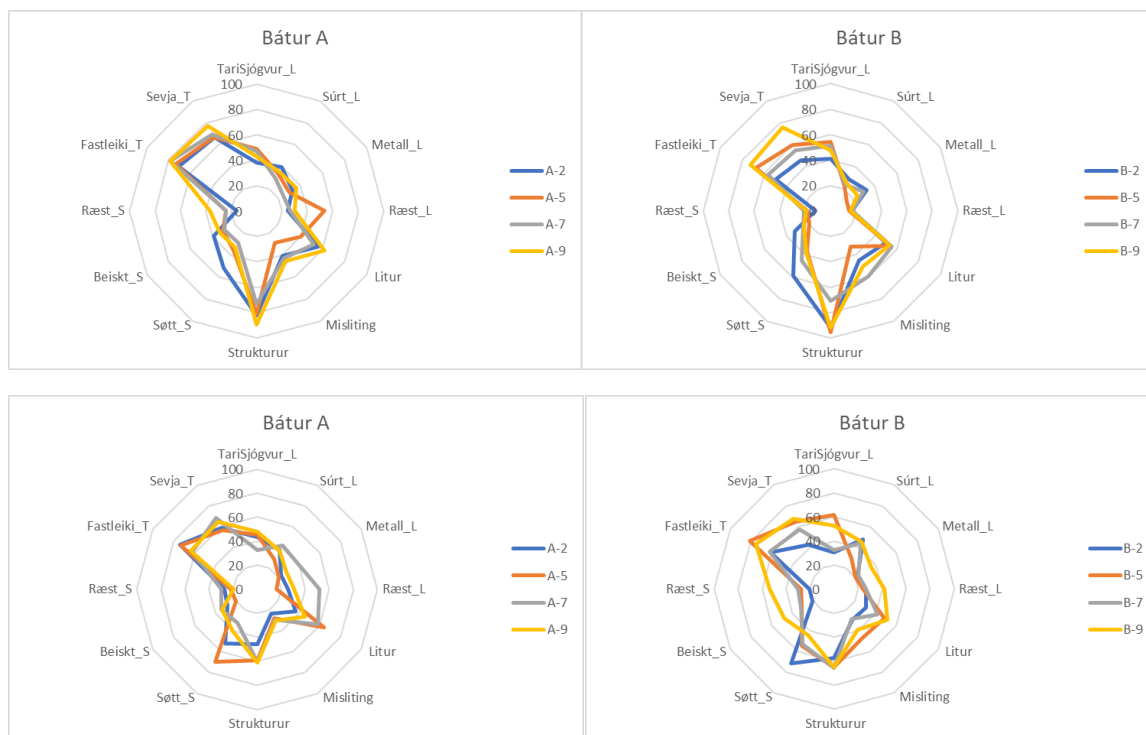 Bátur A
TariSjógvur_L
Súrt_L
Metall_L
Ræst_L
Litur
Misliting
Strukturur
Søtt_S
Beiskt_S
Ræst_S
Fastleiki_T
Sevja_T
100
80
60
40
20
0
A-2
A-5
A-7
A-9
Bátur B
TariSjógvur_L
Súrt_L
Metall_L
Ræst_L
Litur
Misliting
Strukturur
Søtt_S
Beiskt_S
Ræst_S
Fastleiki_T
Sevja_T
100
80
60
40
20
0
B-2
B-5
B-7
B-9
Bátur A
TariSjógvur_L
Súrt_L
Metall_L
Ræst_L
Litur
Misliting
Strukturur
Søtt_S
Beiskt_S
Ræst_S
Fastleiki_T
Sevja_T
100
80
60
40
20
0
A-2
A-5
A-7
A-9
Bátur B
TariSjógvur_L
Súrt_L
Metall_L
Ræst_L
Litur
Misliting
Strukturur
Søtt_S
Beiskt_S
Ræst_S
Fastleiki_T
Sevja_T
100
80
60
40
20
0
B-2
B-5
B-7
B-9